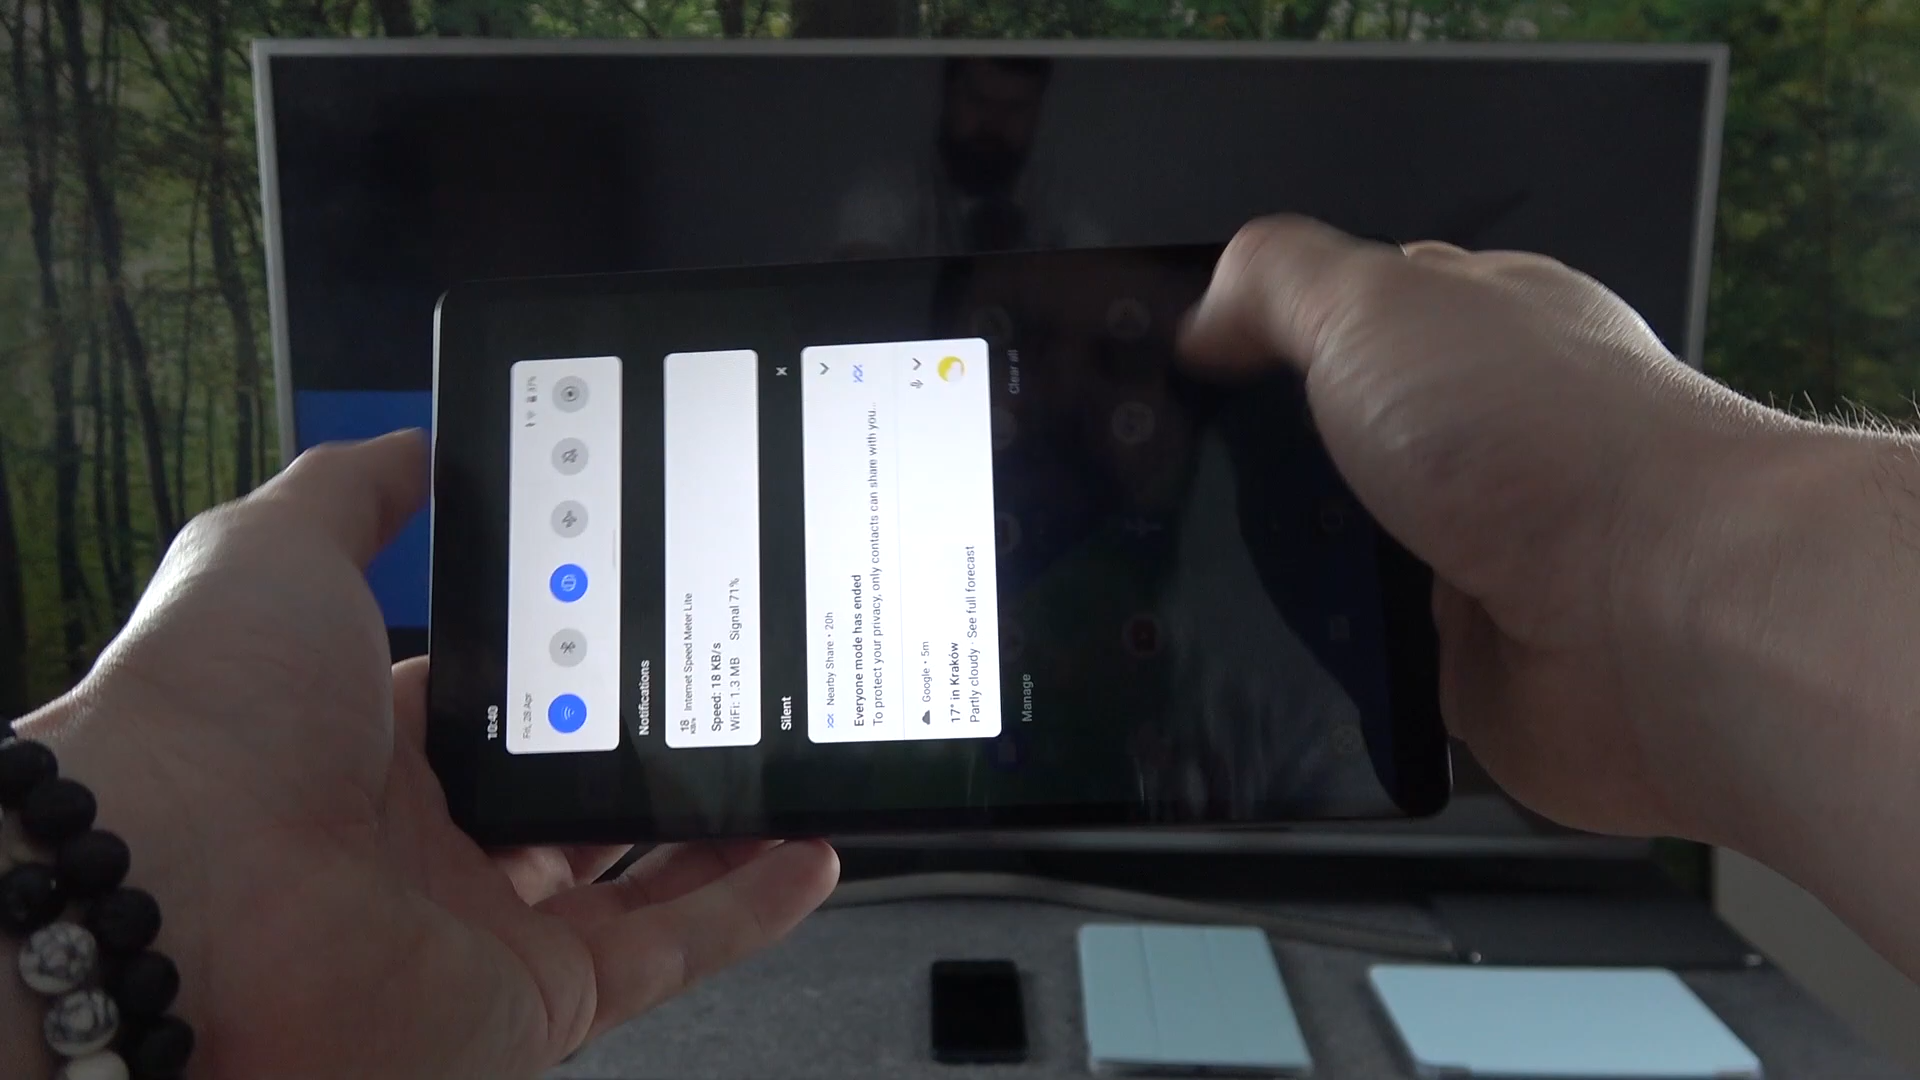 10:40
Fri, 28 Apr
Notifications
18
KB/s
Internet Speed Meter Lite
Speed: 18 KB/s
WiFi: 1.3 MB Signal 71%
Silent
Nearby Share • 20h
Everyone mode has ended
To protect your privacy, only contacts can share with you...
Google • 5m
17° in Kraków
Partly cloudy · See full forecast
Manage
Clear all